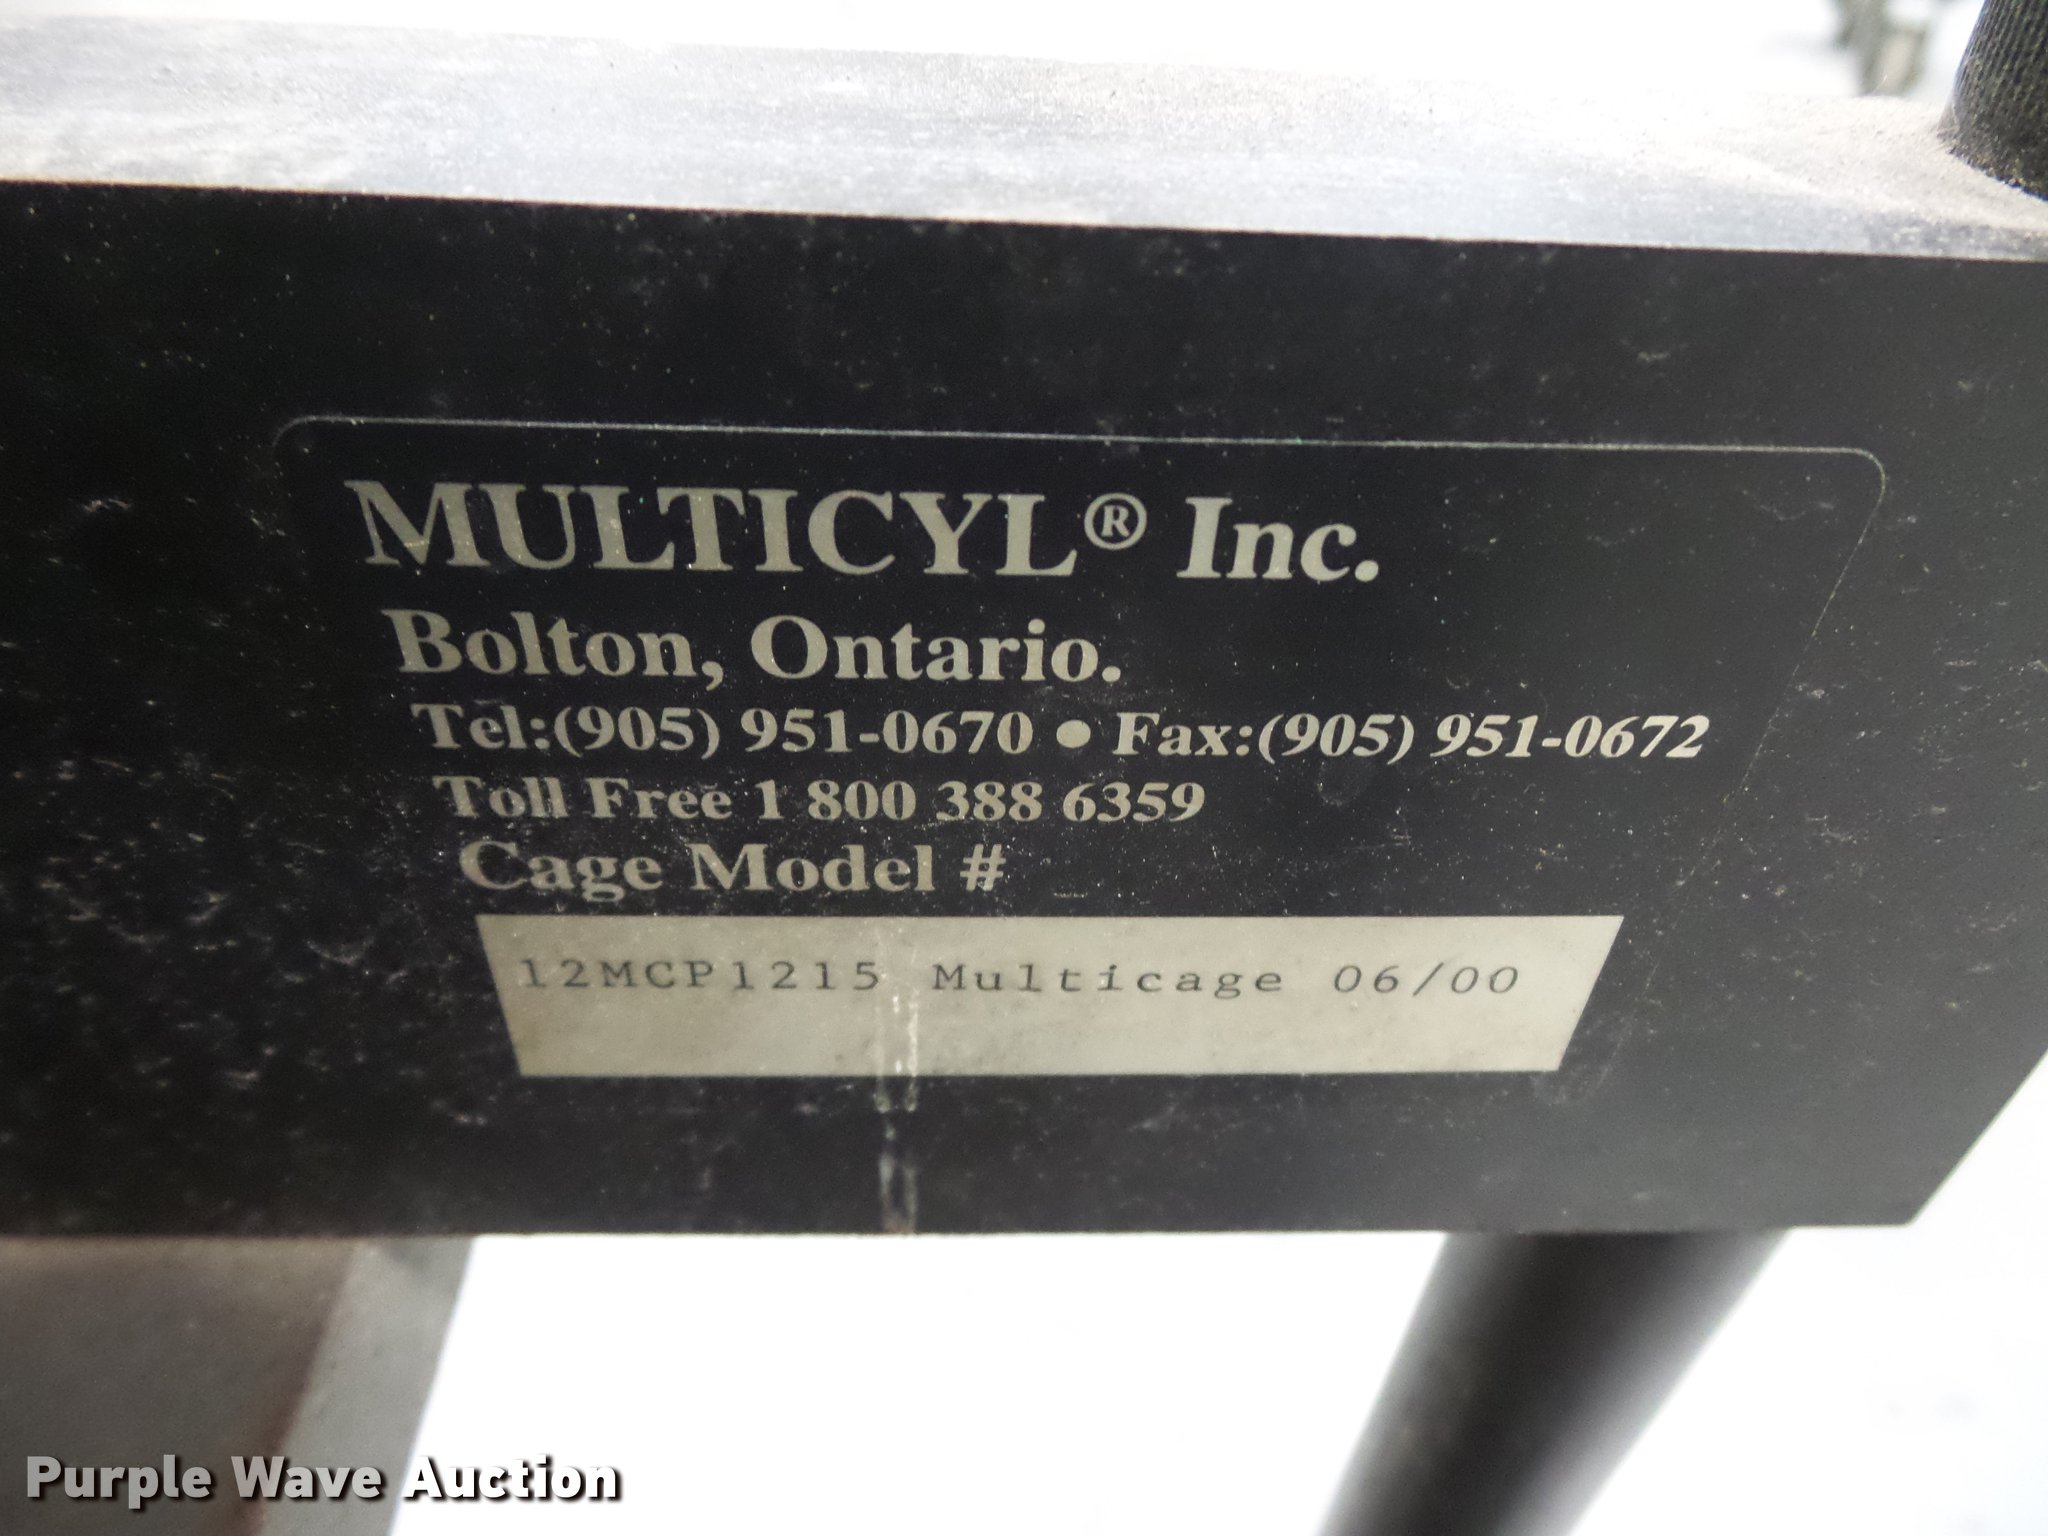 MULTICYL® Inc.
Bolton, Ontario.
Tel:(905) 951-0670 • Fax:(905) 951-0672
Toll Free 1 800 388 6359
Cage Model #
12MCP1215 Multicage 06/00
Purple Wave Auction